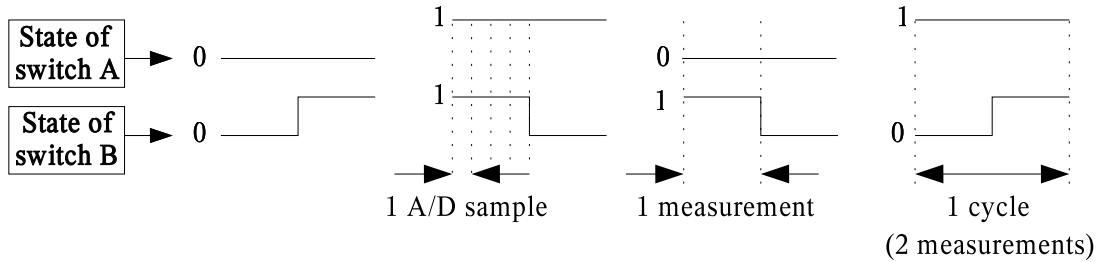 State of
switch A
0
1
0
1
State of
switch B
0
1
1
0
1 A/D sample
1 measurement
1 cycle
(2 measurements)